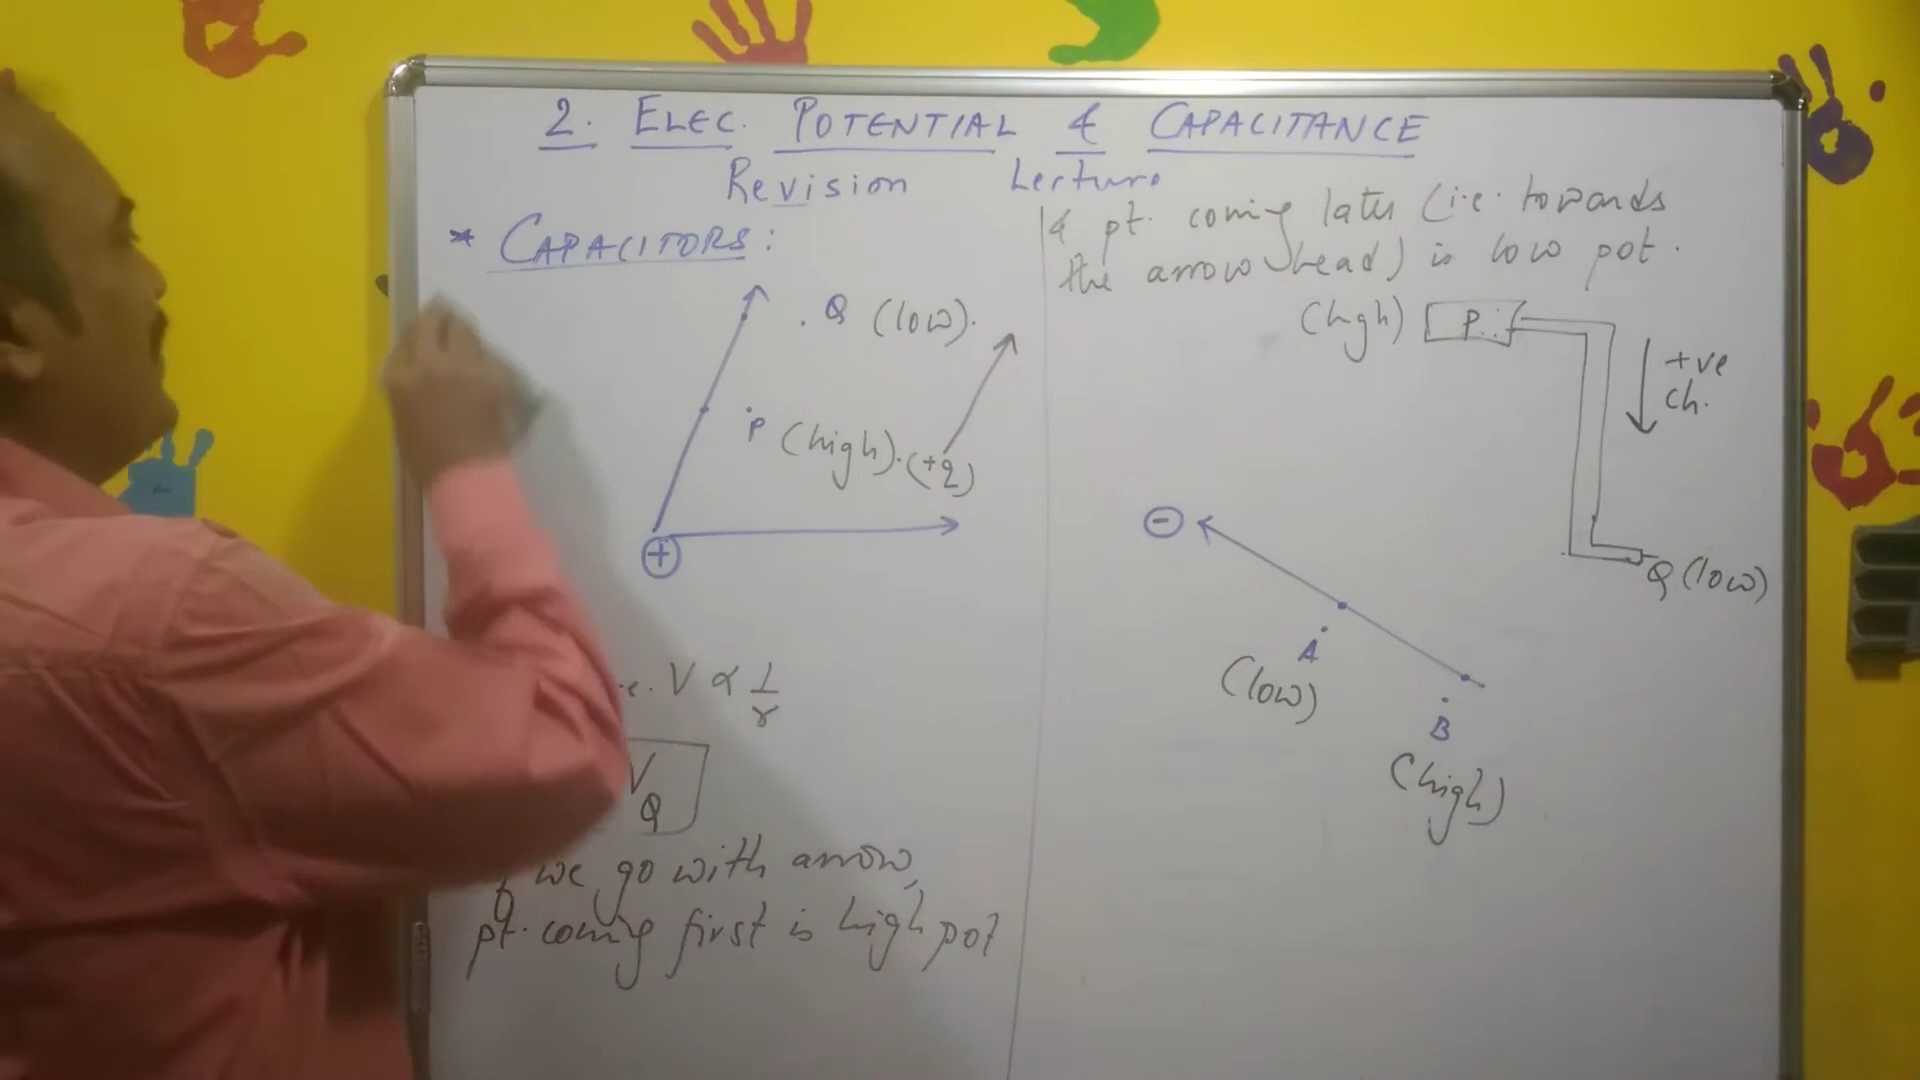 2. ELEC. POTENTIAL & CAPACITANCE
Revision Lecture
* CAPACITORS:
. Q (low).
P (high). (+q)
+
V ∝ 1/r
V_Q
we go with arrow,
pt. coming first is high pot
& pt. coming later (i.e. towards
the arrow head) is low pot.
(high) P
+ve
ch.
Q (low)
−
A
(low)
B
(high)